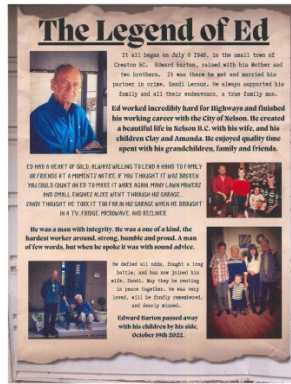 The Legend of Ed
It all began on July 8 1948, in the small town of
Creston BC. Edward Barton, raised with his Mother and
two brothers. It was there he met and married his
partner in crime, Sandi Lerour. He always supported his
family and all their endeavours, a true family man.
Ed worked incredibly hard for Highways and finished
his working career with the City of Nelson. He created
a beautiful life in Nelson B.C. with his wife, and his
children Clay and Amanda. He enjoyed quality time
spent with his grandchildren, family and friends.
ED HAD A HEART OF GOLD, ALWAYS WILLING TO LEND A HAND TO FAMILY
OR FRIENDS AT A MOMENTS NOTICE. IF YOU THOUGHT IT WAS BROKEN
YOU COULD COUNT ON ED TO MAKE IT WORK AGAIN. MANY LAWN MOWERS
AND SMALL ENGINES ALIKE WENT THROUGH HIS GARAGE.
SANDI THOUGHT HE TOOK IT TOO FAR IN HIS GARAGE WHEN HE BROUGHT
IN A T.V, FRIDGE, MICROWAVE, AND RECLINER.
He was a man with integrity. He was a one of a kind, the
hardest worker around, strong, humble and proud. A man
of few words, but when he spoke it was with sound advice.
He defied all odds, fought a long
battle, and has now joined his
wife, Sandi. May they be resting
in peace together. He was very
loved, will be fondly remembered,
and dearly missed.
Edward Barton passed away
with his children by his side,
October 19th 2022.